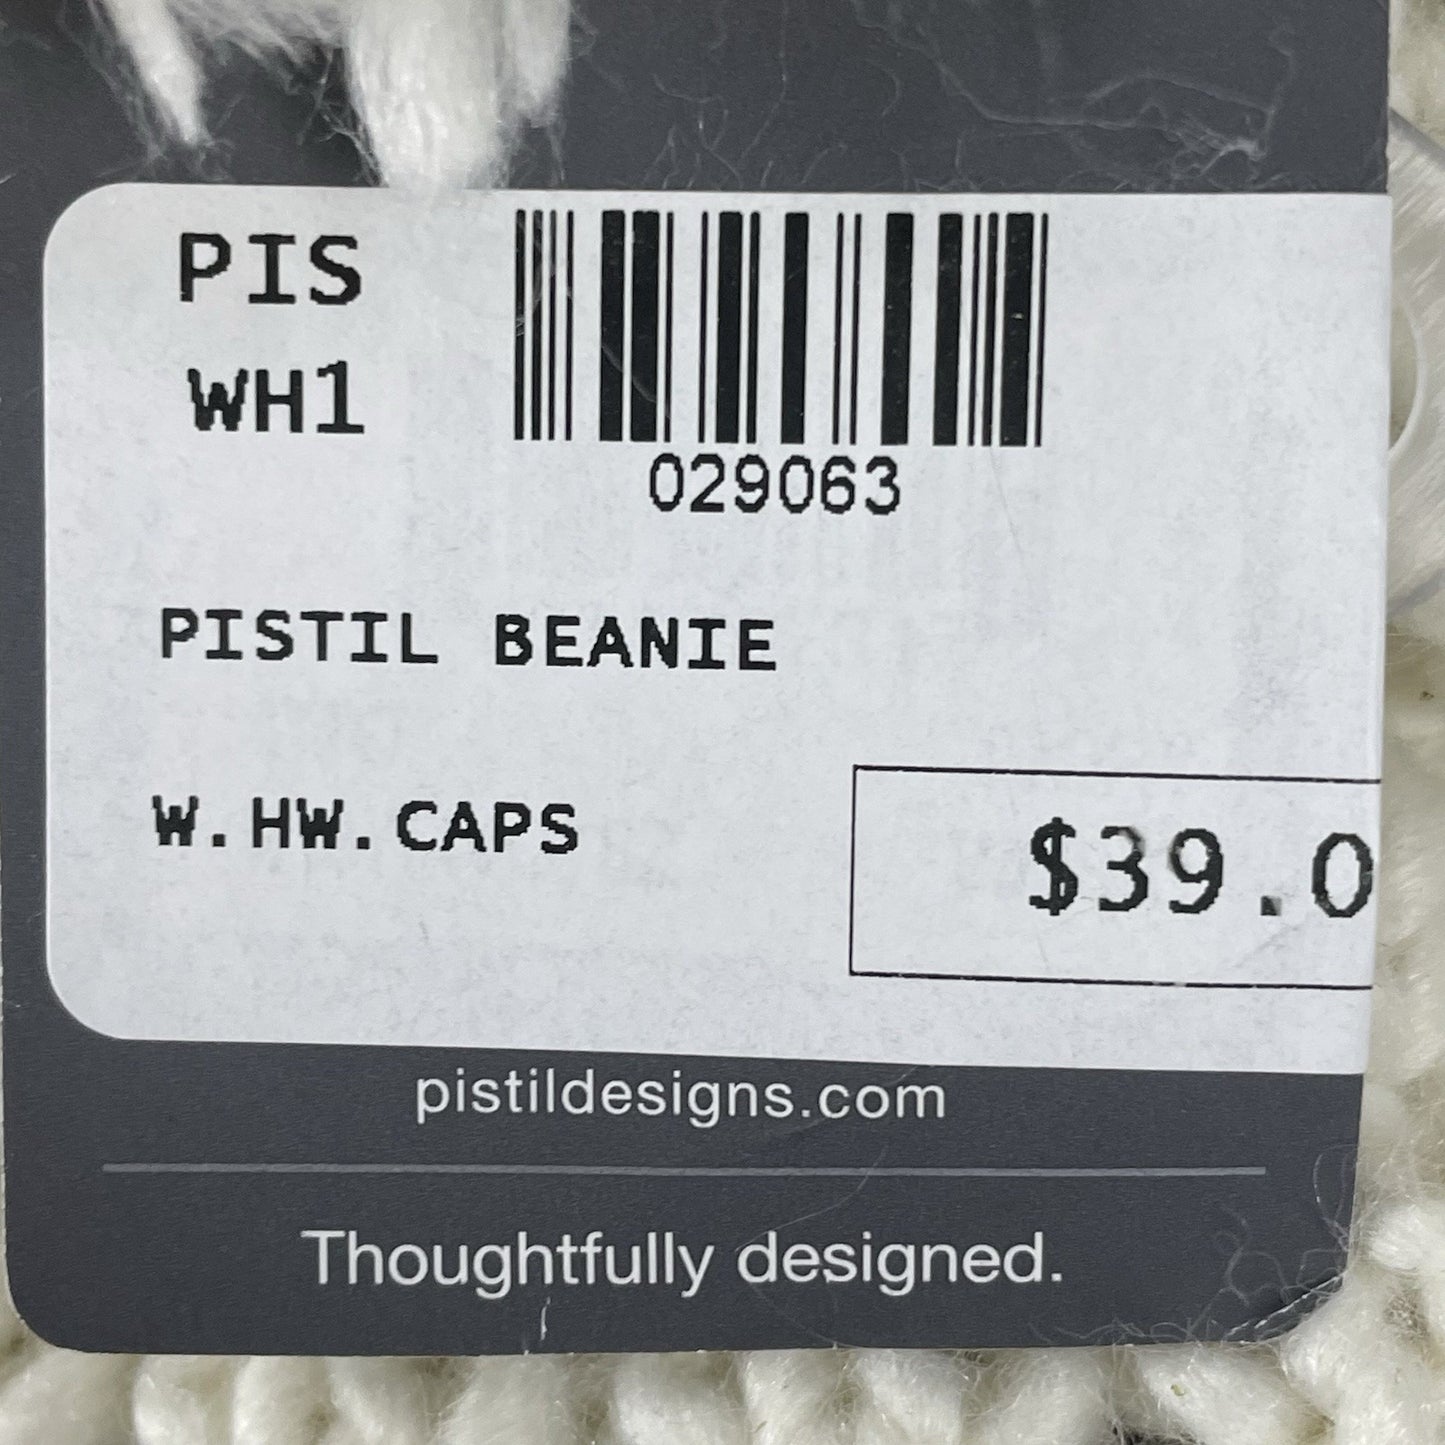 PIS
WH1
029063
PISTIL BEANIE
W.HW.CAPS
$39.0
pistildesigns.com
Thoughtfully designed.